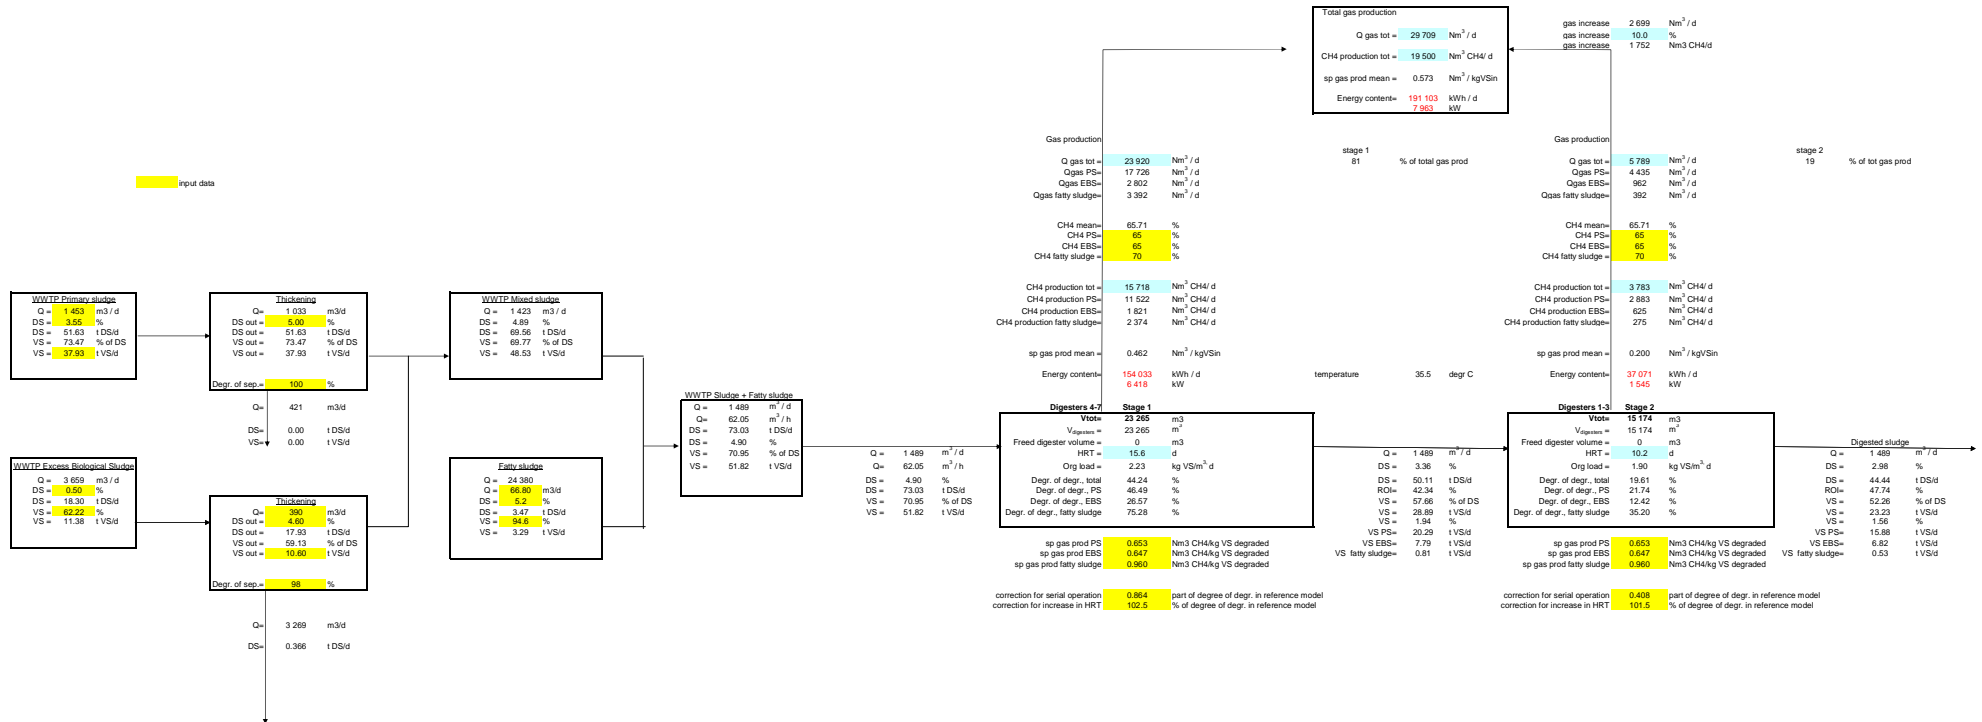 Total gas production
Q gas tot = 29 709 Nm3 / d
CH4 production tot = 19 500 Nm3 CH4/ d
sp gas prod mean = 0.573 Nm3 / kgVSin
Energy content= 191 103 kWh / d
7 963 kW
gas increase 2 699 Nm3 / d
gas increase 10.0 %
gas increase 1 752 Nm3 CH4/d
input data
Gas production
Q gas tot = 23 920 Nm3 / d
Qgas PS= 17 726 Nm3 / d
Qgas EBS= 2 802 Nm3 / d
Qgas fatty sludge= 3 392 Nm3 / d
CH4 mean= 65.71 %
CH4 PS= 65 %
CH4 EBS= 65 %
CH4 fatty sludge = 70 %
CH4 production tot = 15 718 Nm3 CH4/ d
CH4 production PS= 11 522 Nm3 CH4/ d
CH4 production EBS= 1 821 Nm3 CH4/ d
CH4 production fatty sludge= 2 374 Nm3 CH4/ d
sp gas prod mean = 0.462 Nm3 / kgVSin
Energy content= 154 033 kWh / d
6 418 kW
stage 1
81 % of total gas prod
temperature 35.5 degr C
Gas production
Q gas tot = 5 789 Nm3 / d
Qgas PS= 4 435 Nm3 / d
Qgas EBS= 962 Nm3 / d
Qgas fatty sludge= 392 Nm3 / d
CH4 mean= 65.71 %
CH4 PS= 65 %
CH4 EBS= 65 %
CH4 fatty sludge = 70 %
CH4 production tot = 3 783 Nm3 CH4/ d
CH4 production PS= 2 883 Nm3 CH4/ d
CH4 production EBS= 625 Nm3 CH4/ d
CH4 production fatty sludge= 275 Nm3 CH4/ d
sp gas prod mean = 0.200 Nm3 / kgVSin
Energy content= 37 071 kWh / d
1 545 kW
stage 2
19 % of tot gas prod
WWTP Primary sludge
Q = 1 453 m3 / d
DS = 3.55 %
DS = 51.63 t DS/d
VS = 73.47 % of DS
VS = 37.93 t VS/d
Thickening
Q= 1 033 m3/d
DS out = 5.00 %
DS out = 51.63 t DS/d
VS out = 73.47 % of DS
VS out = 37.93 t VS/d
Degr. of sep.= 100 %
Q= 421 m3/d
DS= 0.00 t DS/d
VS= 0.00 t VS/d
WWTP Mixed sludge
Q = 1 423 m3 / d
DS = 4.89 %
DS = 69.56 t DS/d
VS = 69.77 % of DS
VS = 48.53 t VS/d
WWTP Excess Biological Sludge
Q = 3 659 m3 / d
DS = 0.50 %
DS = 18.30 t DS/d
VS = 62.22 %
VS = 11.38 t VS/d
Thickening
Q= 390 m3/d
DS out = 4.60 %
DS out = 17.93 t DS/d
VS out = 59.13 % of DS
VS out = 10.60 t VS/d
Degr. of sep.= 98 %
Q= 3 269 m3/d
DS= 0.366 t DS/d
Fatty sludge
Q = 24 380
Q = 66.80 m3/d
DS = 5.2 %
DS = 3.47 t DS/d
VS = 94.6 %
VS = 3.29 t VS/d
WWTP Sludge + Fatty sludge
Q = 1 489 m3 / d
Q= 62.05 m3 / h
DS = 73.03 t DS/d
DS = 4.90 %
VS = 70.95 % of DS
VS = 51.82 t VS/d
Q = 1 489 m3 / d
Q= 62.05 m3 / h
DS = 4.90 %
DS = 73.03 t DS/d
VS = 70.95 % of DS
VS = 51.82 t VS/d
Digesters 4-7 Stage 1
Vtot= 23 265 m3
Vdigesters = 23 265 m2
Freed digester volume = 0 m3
HRT = 15.6 d
Org load = 2.23 kg VS/m3 d
Degr. of degr., total 44.24 %
Degr. of degr., PS 46.49 %
Degr. of degr., EBS 26.57 %
Degr. of degr., fatty sludge 75.28 %
sp gas prod PS 0.653 Nm3 CH4/kg VS degraded
sp gas prod EBS 0.647 Nm3 CH4/kg VS degraded
sp gas prod fatty sludge 0.960 Nm3 CH4/kg VS degraded
correction for serial operation 0.864 part of degree of degr. in reference model
correction for increase in HRT 102.5 % of degree of degr. in reference model
Q = 1 489 m3 / d
DS = 3.36 %
DS = 50.11 t DS/d
ROI= 42.34 %
VS = 57.66 % of DS
VS = 28.89 t VS/d
VS = 1.94 %
VS PS= 20.29 t VS/d
VS EBS= 7.79 t VS/d
VS fatty sludge= 0.81 t VS/d
Digesters 1-3 Stage 2
Vtot= 15 174 m3
Vdigesters = 15 174 m2
Freed digester volume = 0 m3
HRT = 10.2 d
Org load = 1.90 kg VS/m3 d
Degr. of degr., total 19.61 %
Degr. of degr., PS 21.74 %
Degr. of degr., EBS 12.42 %
Degr. of degr., fatty sludge 35.20 %
sp gas prod PS 0.653 Nm3 CH4/kg VS degraded
sp gas prod EBS 0.647 Nm3 CH4/kg VS degraded
sp gas prod fatty sludge 0.960 Nm3 CH4/kg VS degraded
correction for serial operation 0.408 part of degree of degr. in reference model
correction for increase in HRT 101.5 % of degree of degr. in reference model
Digested sludge
Q = 1 489 m3 / d
DS = 2.98 %
DS = 44.44 t DS/d
ROI= 47.74 %
VS = 52.26 % of DS
VS = 23.23 t VS/d
VS = 1.56 %
VS PS= 15.88 t VS/d
VS EBS= 6.82 t VS/d
VS fatty sludge= 0.53 t VS/d